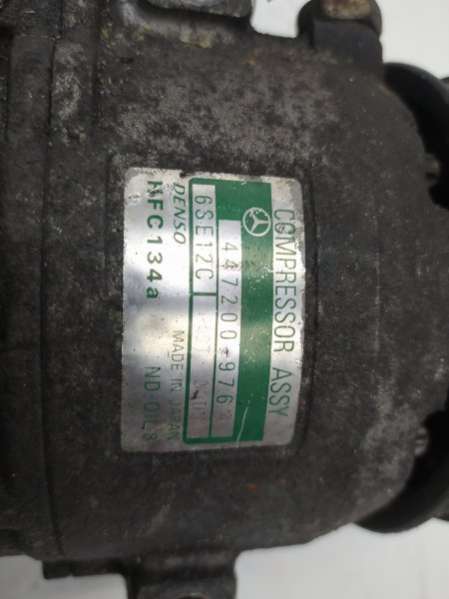 COMPRESSOR ASSY
447200-976
6SE12C
DENSO MADE IN JAPAN
HFC134a ND-OIL8